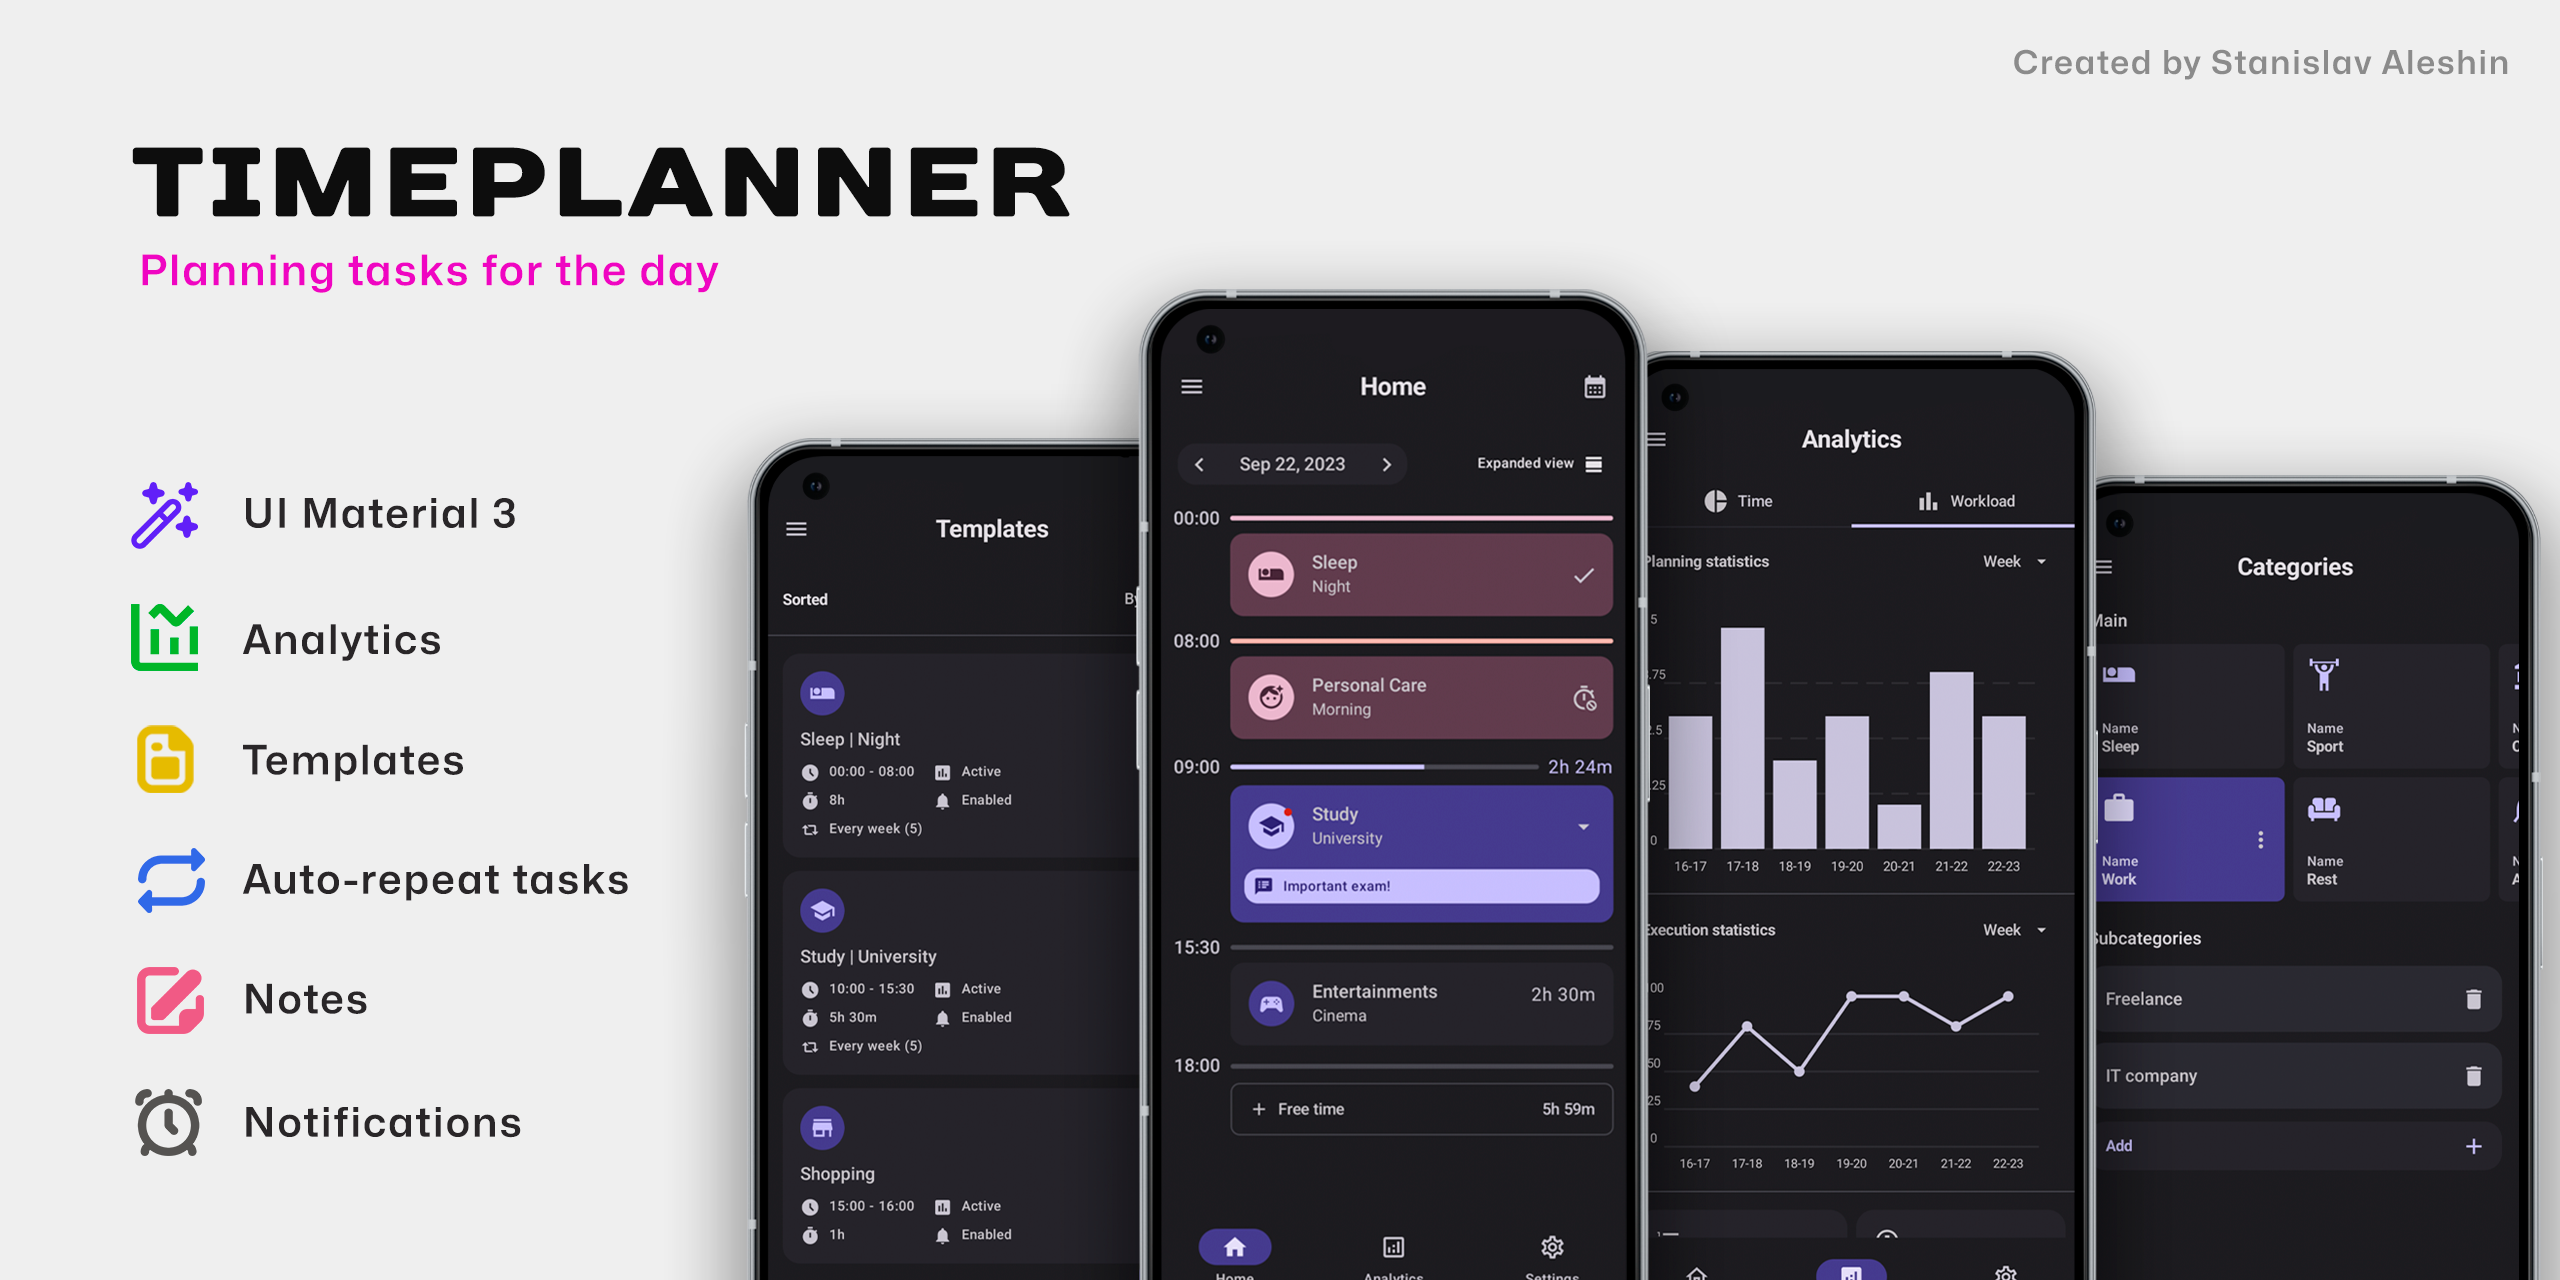 Created by Stanislav Aleshin
TIMEPLANNER
Planning tasks for the day
UI Material 3
Analytics
Templates
Auto-repeat tasks
Notes
Notifications
Templates
Sorted
Sleep | Night
00:00 - 08:00 Active
8h Enabled
Every week (5)
Study | University
10:00 - 15:30 Active
5h 30m Enabled
Every week (5)
Shopping
15:00 - 16:00 Active
1h Enabled
Home
Sep 22, 2023 Expanded view
00:00
Sleep
Night
08:00
Personal Care
Morning
09:00 2h 24m
Study
University
Important exam!
15:30
Entertainments 2h 30m
Cinema
18:00
+ Free time 5h 59m
Home Analytics Settings
Analytics
Time Workload
Planning statistics Week
5
.75
2.5
.25
0
16-17 17-18 18-19 19-20 20-21 21-22 22-23
Execution statistics Week
00
75
50
25
0
16-17 17-18 18-19 19-20 20-21 21-22 22-23
Categories
Main
Name
Sleep
Name
Sport
Name
Work
Name
Rest
Subcategories
Freelance
IT company
Add +